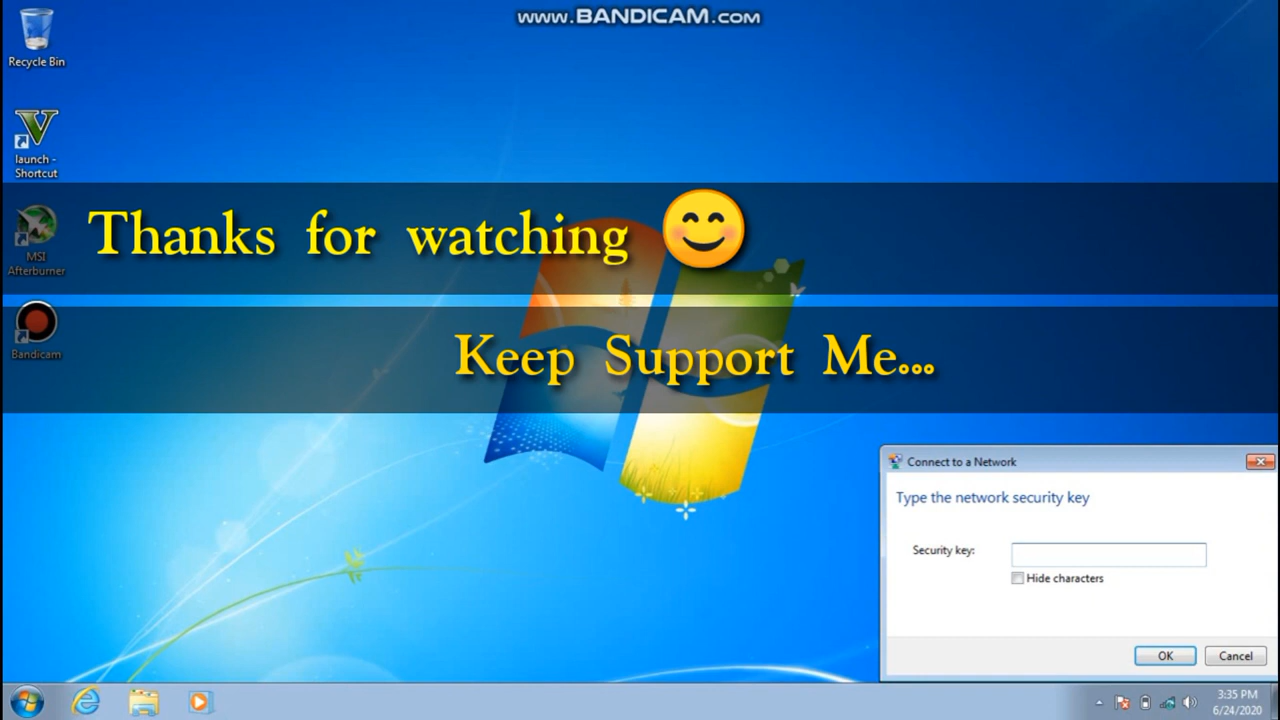 www.BANDICAM.com
Recycle Bin
launch -
Shortcut
MSI
Afterburner
Bandicam
Thanks for watching 😊
Keep Support Me...
Connect to a Network
Type the network security key
Security key:
Hide characters
OK
Cancel
3:35 PM
6/24/2020